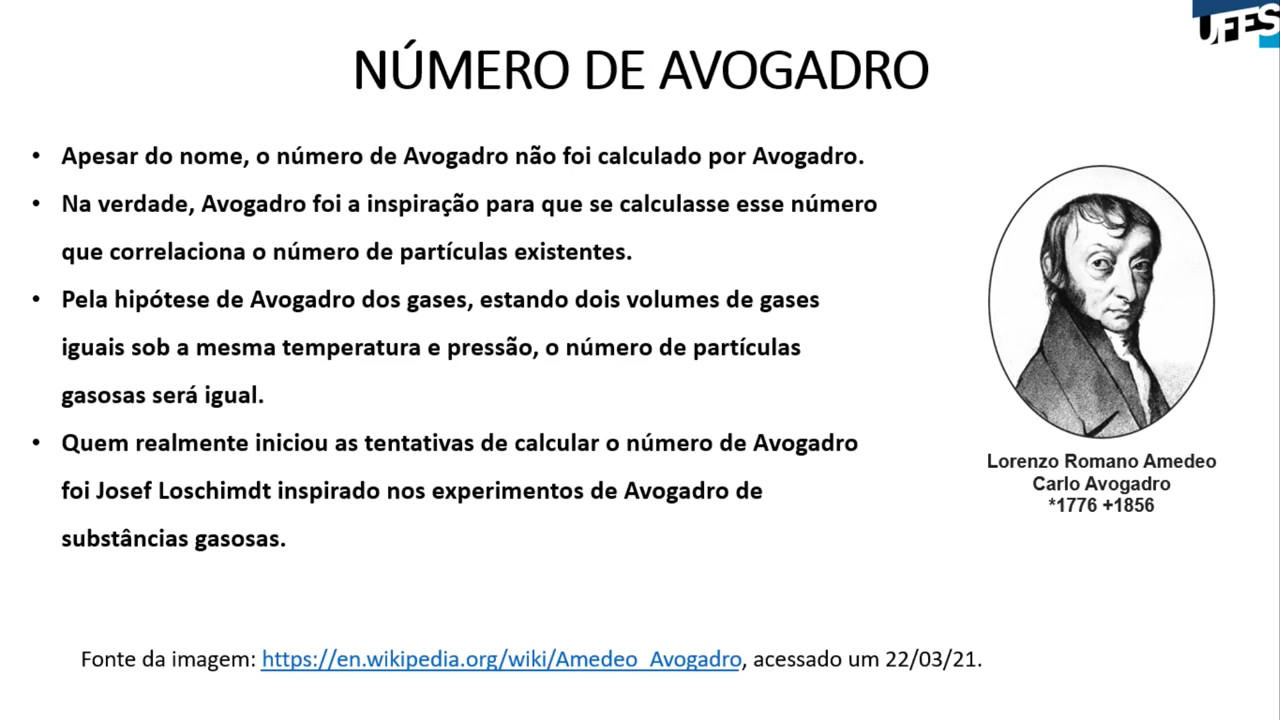 UFES
NÚMERO DE AVOGADRO
• Apesar do nome, o número de Avogadro não foi calculado por Avogadro.
• Na verdade, Avogadro foi a inspiração para que se calculasse esse número
que correlaciona o número de partículas existentes.
• Pela hipótese de Avogadro dos gases, estando dois volumes de gases
iguais sob a mesma temperatura e pressão, o número de partículas
gasosas será igual.
• Quem realmente iniciou as tentativas de calcular o número de Avogadro
foi Josef Loschimdt inspirado nos experimentos de Avogadro de
substâncias gasosas.
Lorenzo Romano Amedeo
Carlo Avogadro
*1776 +1856
Fonte da imagem: https://en.wikipedia.org/wiki/Amedeo_Avogadro, acessado um 22/03/21.